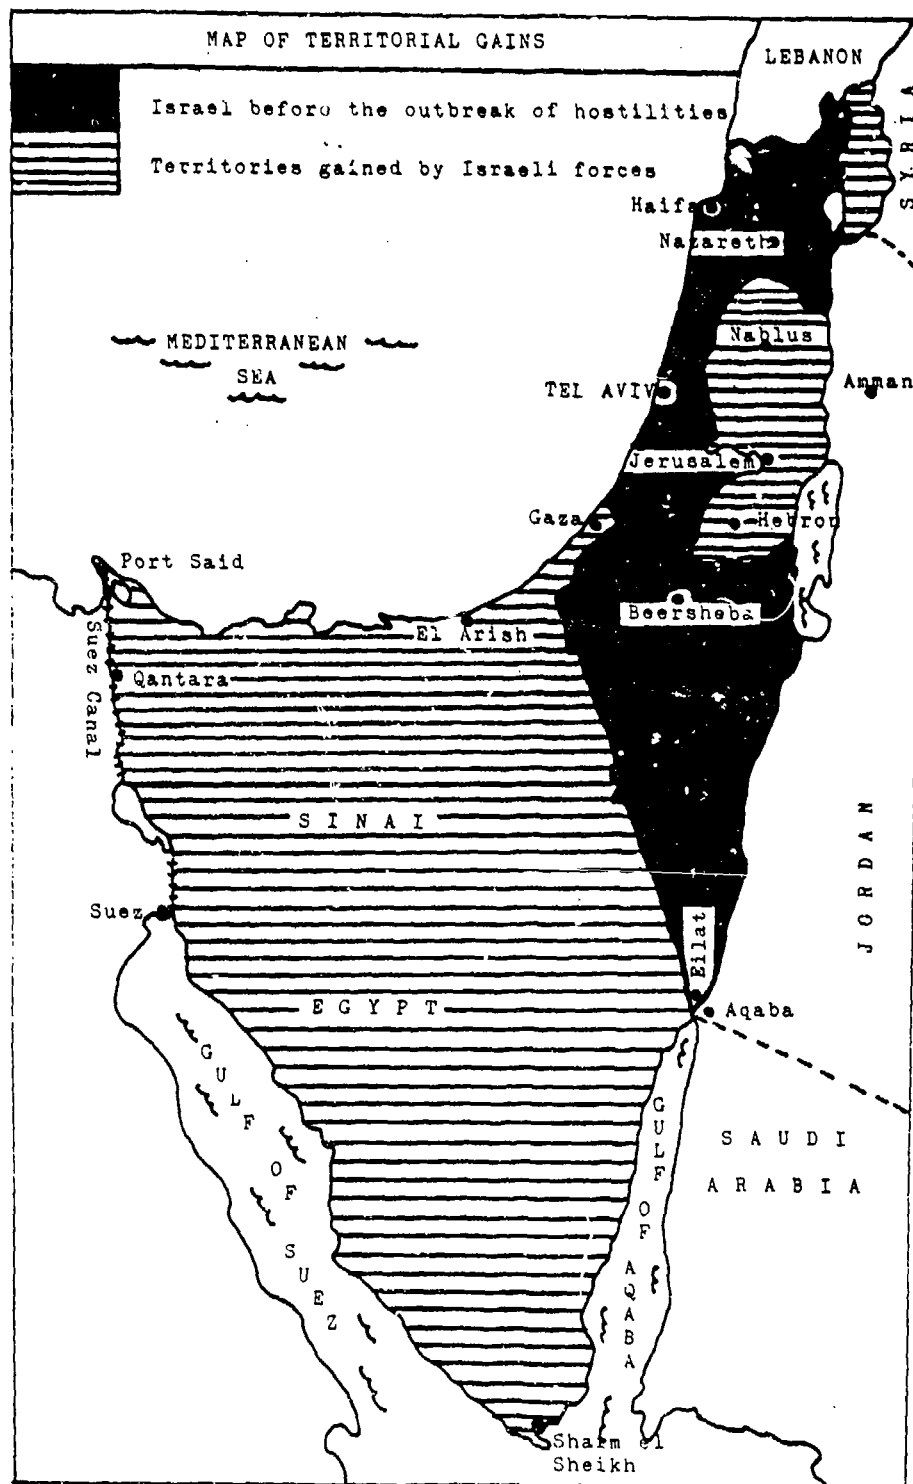 MAP OF TERRITORIAL GAINS
LEBANON
Israel before the outbreak of hostilities
Territories gained by Israeli forces
SYRIA
Haifa
Nazareth
MEDITERRANEAN
SEA
Nablus
TEL AVIV
Amman
Jerusalem
Gaza
Hebron
Port Said
Beersheba
El Arish
Suez Canal
Qantara
SINAI
JORDAN
Suez
Eilat
EGYPT
Aqaba
GULF OF SUEZ
GULF OF AQABA
SAUDI
ARABIA
Sharm el
Sheikh